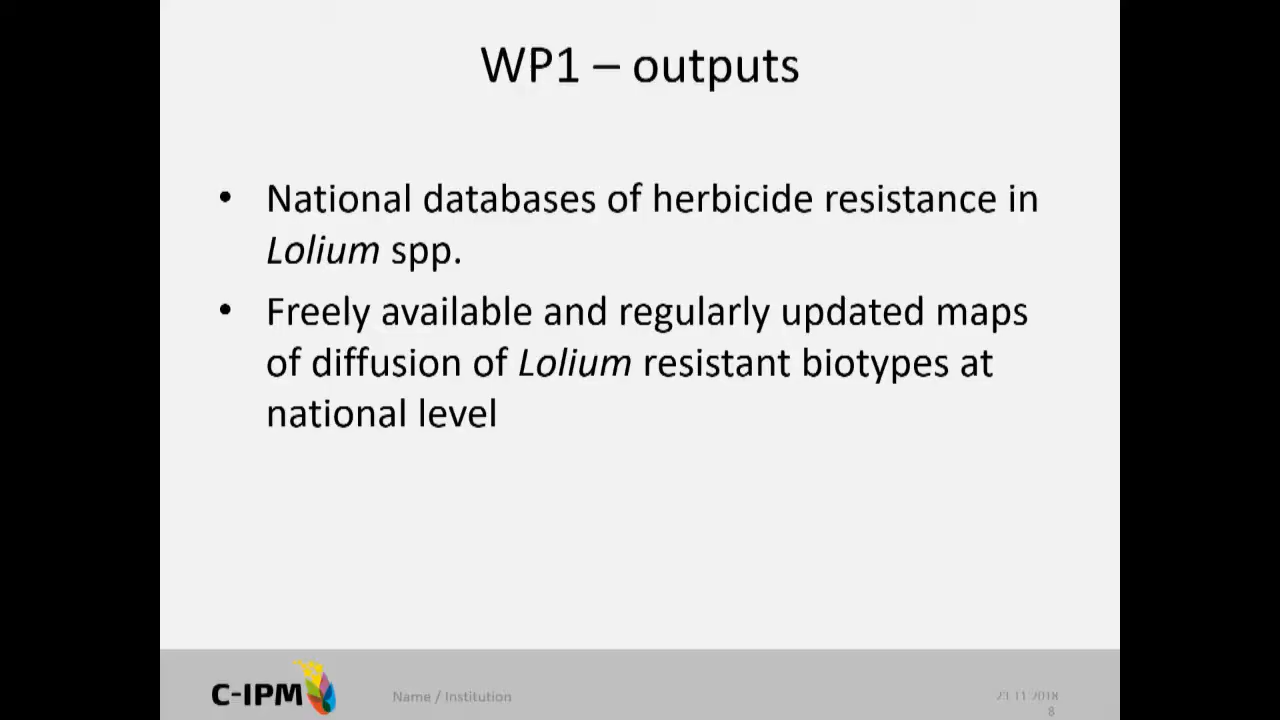 WP1 – outputs
• National databases of herbicide resistance in
Lolium spp.
• Freely available and regularly updated maps
of diffusion of Lolium resistant biotypes at
national level
C-IPM
Name / Institution
23.11.2018
8